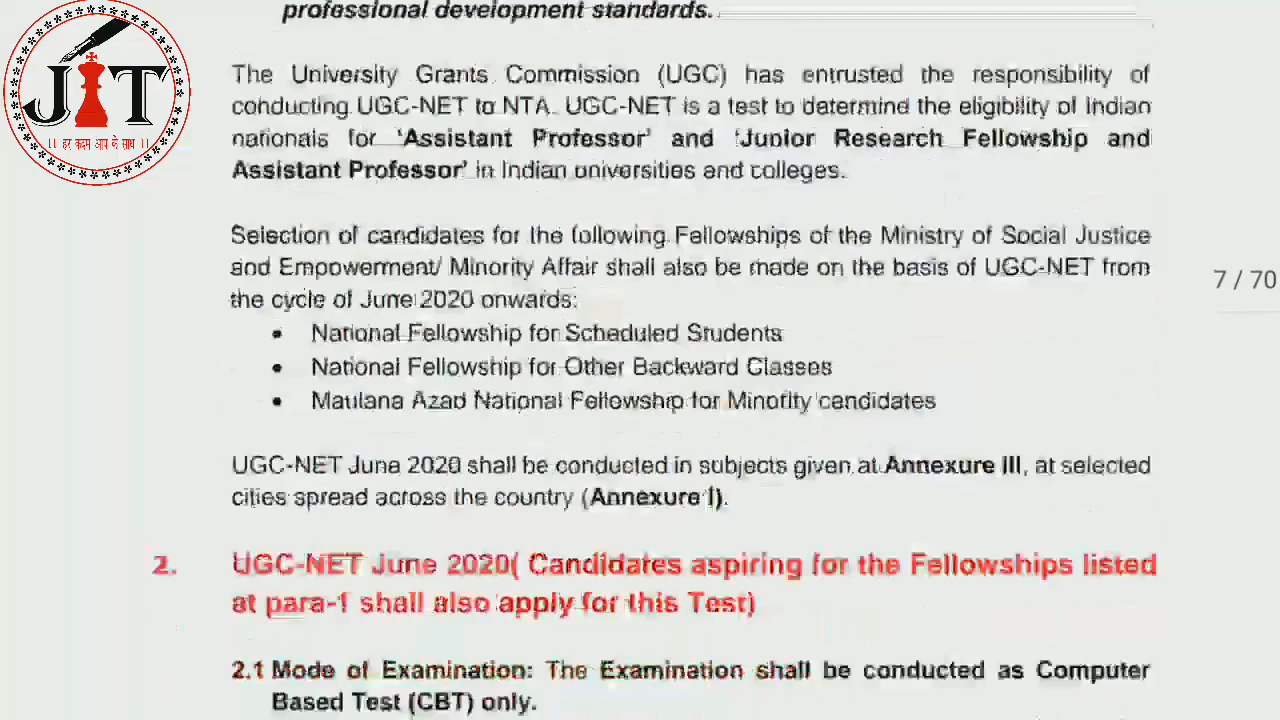 professional development standards.
JIT
।। हर कदम आप के साथ ।।
The University Grants Commission (UGC) has entrusted the responsibility of
conducting UGC-NET to NTA. UGC-NET is a test to determine the eligibility of Indian
nationals for 'Assistant Professor' and 'Junior Research Fellowship and
Assistant Professor' in Indian universities and colleges.
Selection of candidates for the following Fellowships of the Ministry of Social Justice
and Empowerment/ Minority Affair shall also be made on the basis of UGC-NET from
the cycle of June 2020 onwards:
• National Fellowship for Scheduled Students
• National Fellowship for Other Backward Classes
• Maulana Azad National Fellowship for Minority candidates
7 / 70
UGC-NET June 2020 shall be conducted in subjects given at Annexure III, at selected
cities spread across the country (Annexure I).
2. UGC-NET June 2020( Candidates aspiring for the Fellowships listed
at para-1 shall also apply for this Test)
2.1 Mode of Examination: The Examination shall be conducted as Computer
Based Test (CBT) only.